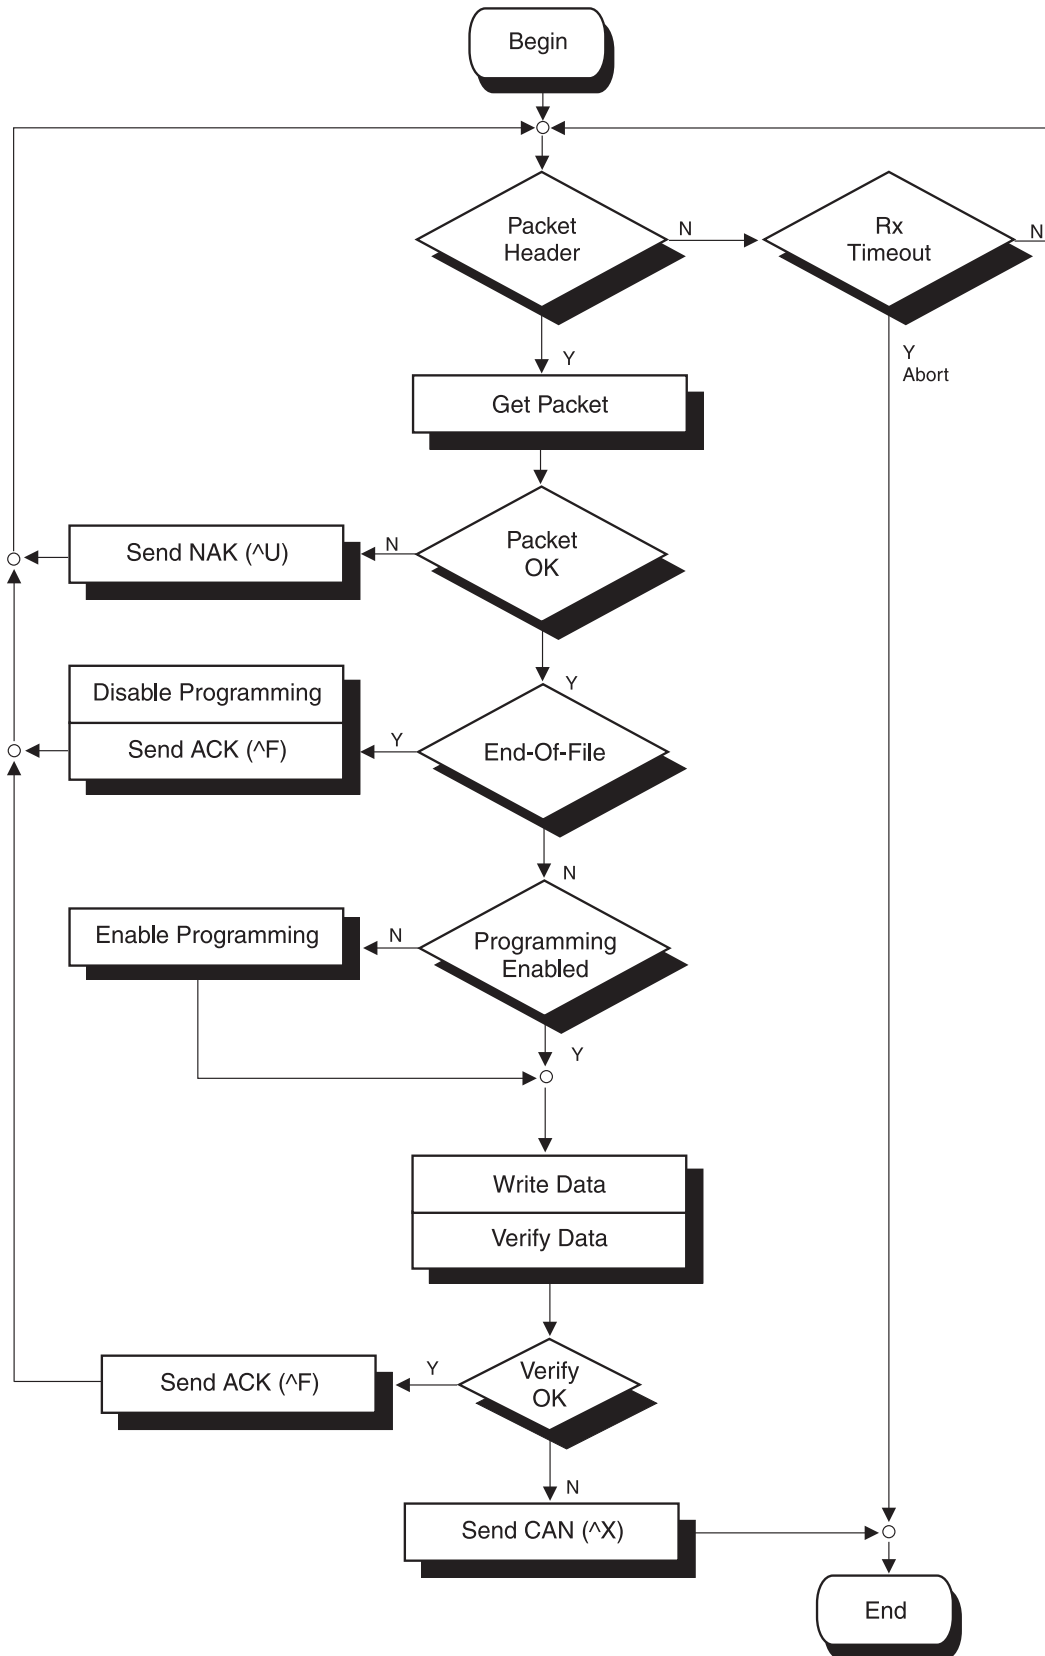 Begin
Packet
Header
N
Rx
Timeout
N
Y
Y
Abort
Get Packet
Packet
OK
N
Send NAK (^U)
Y
Disable Programming
Send ACK (^F)
Y
End-Of-File
N
Enable Programming
N
Programming
Enabled
Y
Write Data
Verify Data
Send ACK (^F)
Y
Verify
OK
N
Send CAN (^X)
End